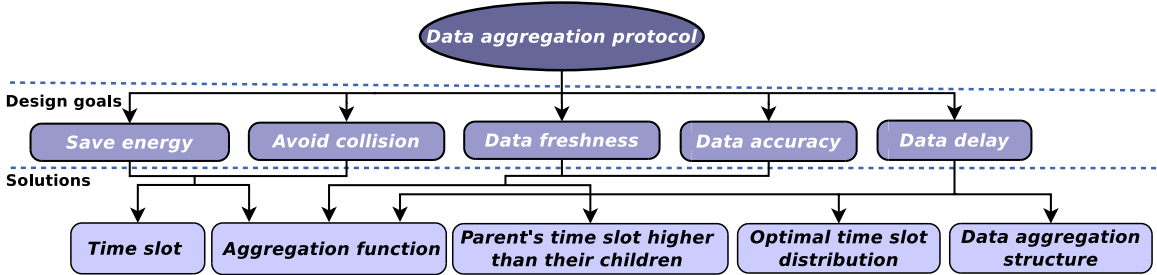 Data aggregation protocol
Design goals
Save energy
Avoid collision
Data freshness
Data accuracy
Data delay
Solutions
Time slot
Aggregation function
Parent's time slot higher
than their children
Optimal time slot
distribution
Data aggregation
structure